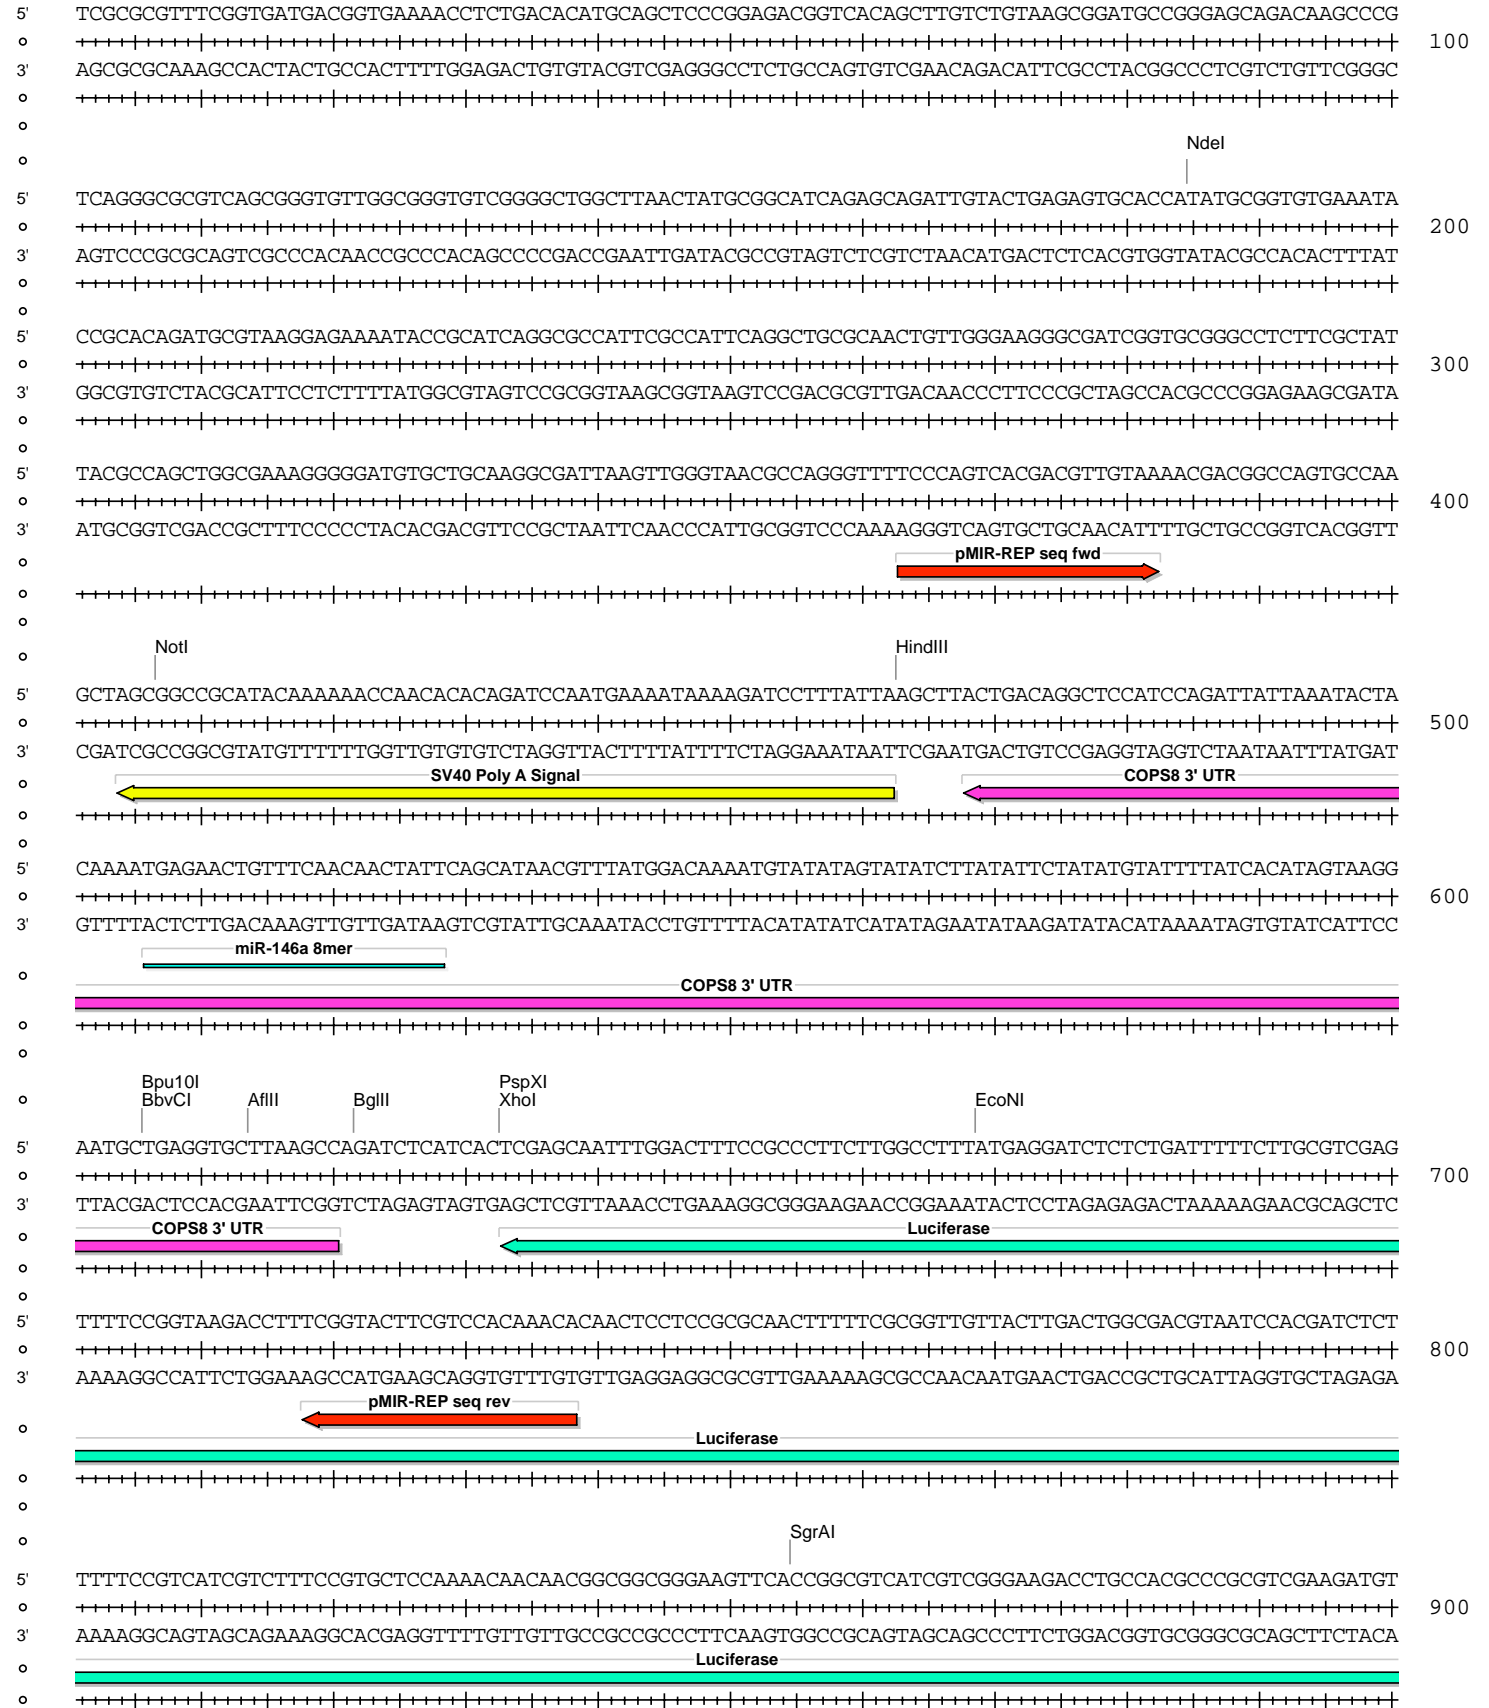 5' TCGCGCGTTTCGGTGATGACGGTGAAAACCTCTGACACATGCAGCTCCCGGAGACGGTCACAGCTTGTCTGTAAGCGGATGCCGGGAGCAGACAAGCCCG
100
3' AGCGCGCAAAGCCACTACTGCCACTTTTGGAGACTGTGTACGTCGAGGGCCTCTGCCAGTGTCGAACAGACATTCGCCTACGGCCCTCGTCTGTTCGGGC
NdeI
5' TCAGGGCGCGTCAGCGGGTGTTGGCGGGTGTCGGGGCTGGCTTAACTATGCGGCATCAGAGCAGATTGTACTGAGAGTGCACCATATGCGGTGTGAAATA
200
3' AGTCCCGCGCAGTCGCCCACAACCGCCCACAGCCCCGACCGAATTGATACGCCGTAGTCTCGTCTAACATGACTCTCACGTGGTATACGCCACACTTTAT
5' CCGCACAGATGCGTAAGGAGAAAATACCGCATCAGGCGCCATTCGCCATTCAGGCTGCGCAACTGTTGGGAAGGGCGATCGGTGCGGGCCTCTTCGCTAT
300
3' GGCGTGTCTACGCATTCCTCTTTTATGGCGTAGTCCGCGGTAAGCGGTAAGTCCGACGCGTTGACAACCCTTCCCGCTAGCCACGCCCGGAGAAGCGATA
5' TACGCCAGCTGGCGAAAGGGGGATGTGCTGCAAGGCGATTAAGTTGGGTAACGCCAGGGTTTTCCCAGTCACGACGTTGTAAAACGACGGCCAGTGCCAA
400
3' ATGCGGTCGACCGCTTTCCCCCTACACGACGTTCCGCTAATTCAACCCATTGCGGTCCCAAAAGGGTCAGTGCTGCAACATTTTGCTGCCGGTCACGGTT
pMIR-REP seq fwd
NotI HindIII
5' GCTAGCGGCCGCATACAAAAAACCAACACACAGATCCAATGAAAATAAAAGATCCTTTATTAAGCTTACTGACAGGCTCCATCCAGATTATTAAATACTA
500
3' CGATCGCCGGCGTATGTTTTTTGGTTGTGTGTCTAGGTTACTTTTATTTTCTAGGAAATAATTCGAATGACTGTCCGAGGTAGGTCTAATAATTTATGAT
SV40 Poly A Signal COPS8 3' UTR
5' CAAAATGAGAACTGTTTCAACAACTATTCAGCATAACGTTTATGGACAAAATGTATATAGTATATCTTATATTCTATATGTATTTTATCACATAGTAAGG
600
3' GTTTTACTCTTGACAAAGTTGTTGATAAGTCGTATTGCAAATACCTGTTTTACATATATCATATAGAATATAAGATATACATAAAATAGTGTATCATTCC
miR-146a 8mer
COPS8 3' UTR
Bpu10I PspXI
BbvCI AflII BglII XhoI EcoNI
5' AATGCTGAGGTGCTTAAGCCAGATCTCATCACTCGAGCAATTTGGACTTTCCGCCCTTCTTGGCCTTTATGAGGATCTCTCTGATTTTTCTTGCGTCGAG
700
3' TTACGACTCCACGAATTCGGTCTAGAGTAGTGAGCTCGTTAAACCTGAAAGGCGGGAAGAACCGGAAATACTCCTAGAGAGACTAAAAAGAACGCAGCTC
COPS8 3' UTR Luciferase
5' TTTTCCGGTAAGACCTTTCGGTACTTCGTCCACAAACACAACTCCTCCGCGCAACTTTTTCGCGGTTGTTACTTGACTGGCGACGTAATCCACGATCTCT
800
3' AAAAGGCCATTCTGGAAAGCCATGAAGCAGGTGTTTGTGTTGAGGAGGCGCGTTGAAAAAGCGCCAACAATGAACTGACCGCTGCATTAGGTGCTAGAGA
pMIR-REP seq rev
Luciferase
SgrAI
5' TTTTCCGTCATCGTCTTTCCGTGCTCCAAAACAACAACGGCGGCGGGAAGTTCACCGGCGTCATCGTCGGGAAGACCTGCCACGCCCGCGTCGAAGATGT
900
3' AAAAGGCAGTAGCAGAAAGGCACGAGGTTTTGTTGTTGCCGCCGCCCTTCAAGTGGCCGCAGTAGCAGCCCTTCTGGACGGTGCGGGCGCAGCTTCTACA
Luciferase